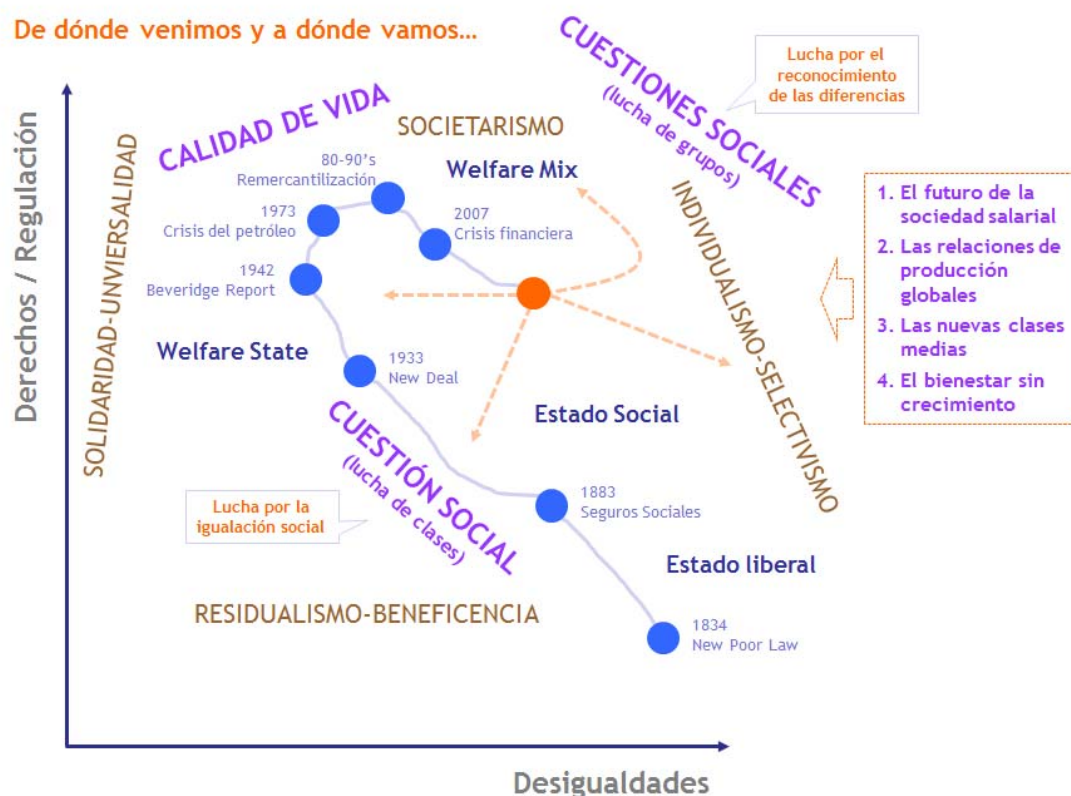 De dónde venimos y a dónde vamos…
CUESTIONES SOCIALES
(lucha de grupos)
Lucha por el
reconocimiento
de las diferencias
Derechos / Regulación
SOLIDARIDAD-UNVIERSALIDAD
CALIDAD DE VIDA
SOCIETARISMO
80-90's
Remercantilización
Welfare Mix
1973
Crisis del petróleo
2007
Crisis financiera
1942
Beveridge Report
INDIVIDUALISMO-SELECTIVISMO
1. El futuro de la
sociedad salarial
2. Las relaciones de
producción
globales
3. Las nuevas clases
medias
4. El bienestar sin
crecimiento
Welfare State
1933
New Deal
Estado Social
CUESTIÓN SOCIAL
(lucha de clases)
Lucha por la
igualación social
1883
Seguros Sociales
Estado liberal
RESIDUALISMO-BENEFICENCIA
1834
New Poor Law
Desigualdades